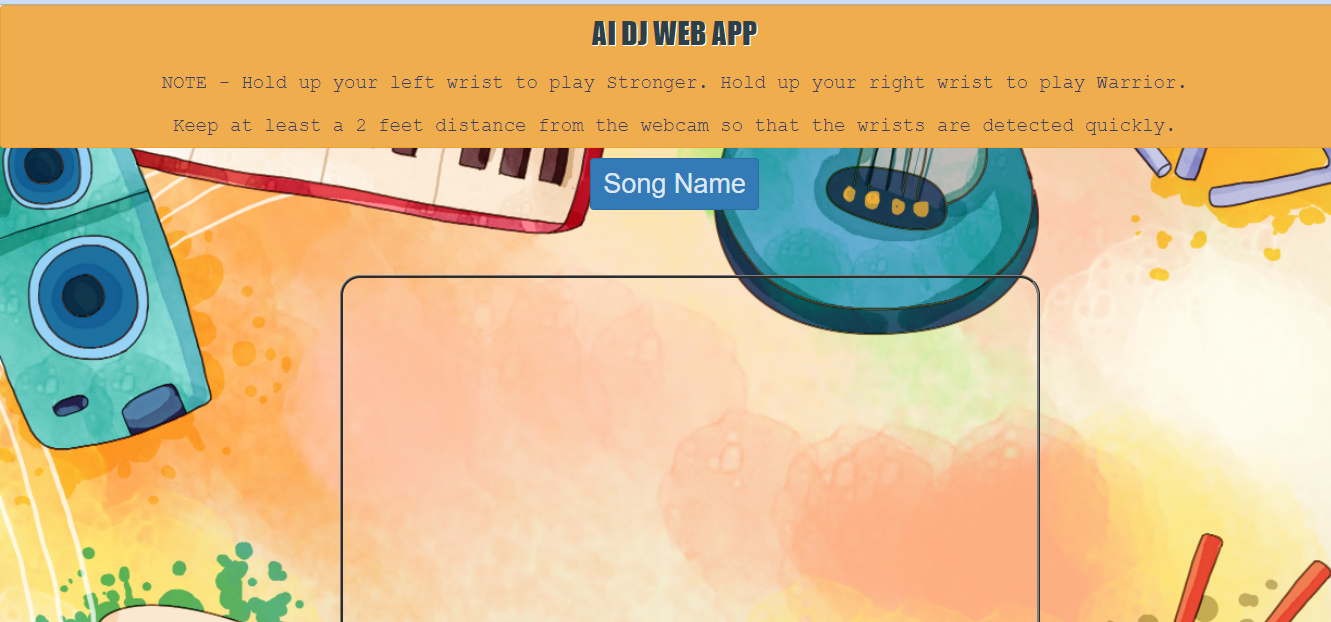 AI DJ WEB APP
NOTE - Hold up your left wrist to play Stronger. Hold up your right wrist to play Warrior.
Keep at least a 2 feet distance from the webcam so that the wrists are detected quickly.
Song Name